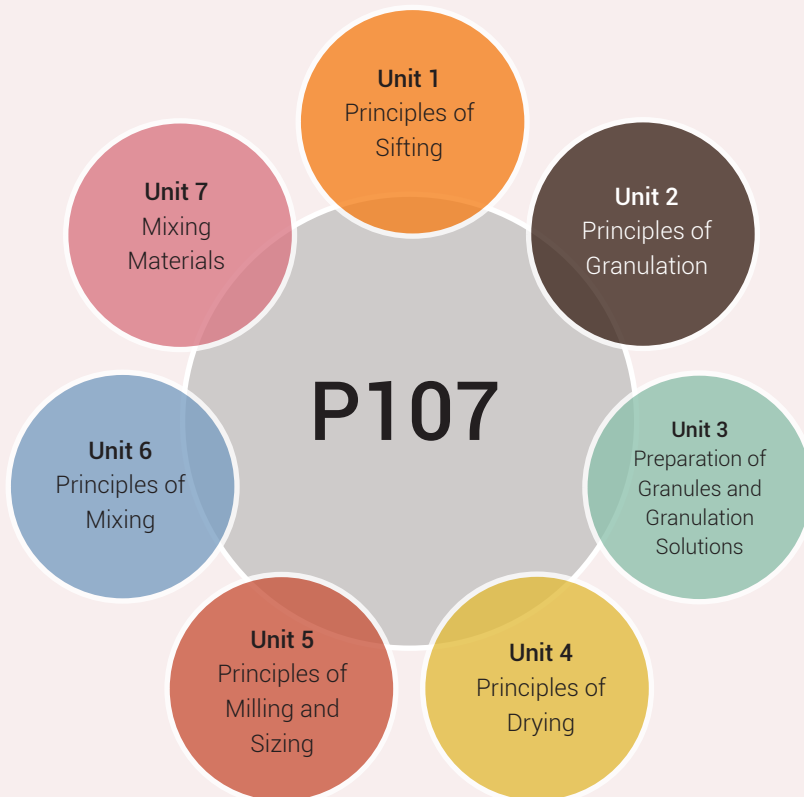 Unit 1
Principles of
Sifting
Unit 2
Principles of
Granulation
Unit 3
Preparation of
Granules and
Granulation
Solutions
Unit 4
Principles of
Drying
Unit 5
Principles of
Milling and
Sizing
Unit 6
Principles of
Mixing
Unit 7
Mixing
Materials
P107